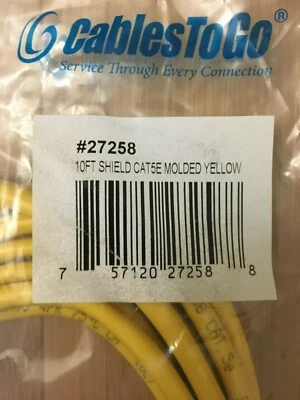 CablesToGo®
Service Through Every Connection
#27258
10FT SHIELD CAT5E MOLDED YELLOW
7 57120 27258 8